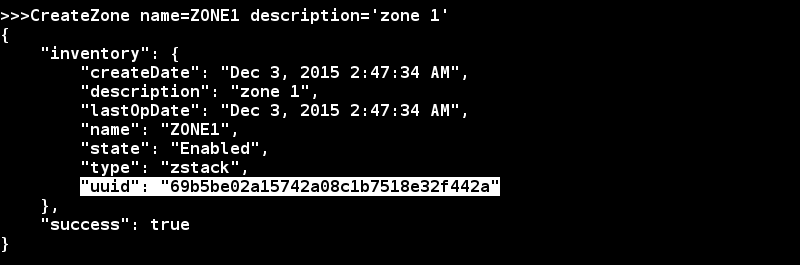 >>>CreateZone name=ZONE1 description='zone 1'
{
    "inventory": {
        "createDate": "Dec 3, 2015 2:47:34 AM",
        "description": "zone 1",
        "lastOpDate": "Dec 3, 2015 2:47:34 AM",
        "name": "ZONE1",
        "state": "Enabled",
        "type": "zstack",
        "uuid": "69b5be02a15742a08c1b7518e32f442a"
    },
    "success": true
}